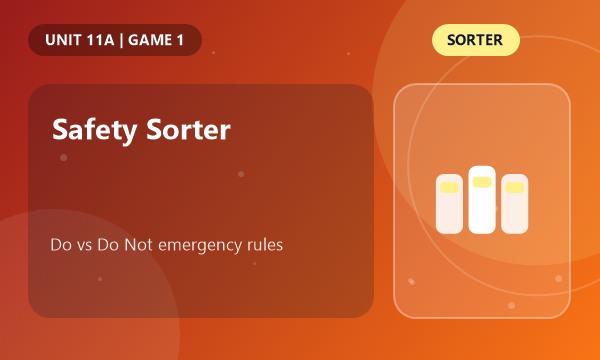 UNIT 11A | GAME 1
SORTER
Safety Sorter
Do vs Do Not emergency rules